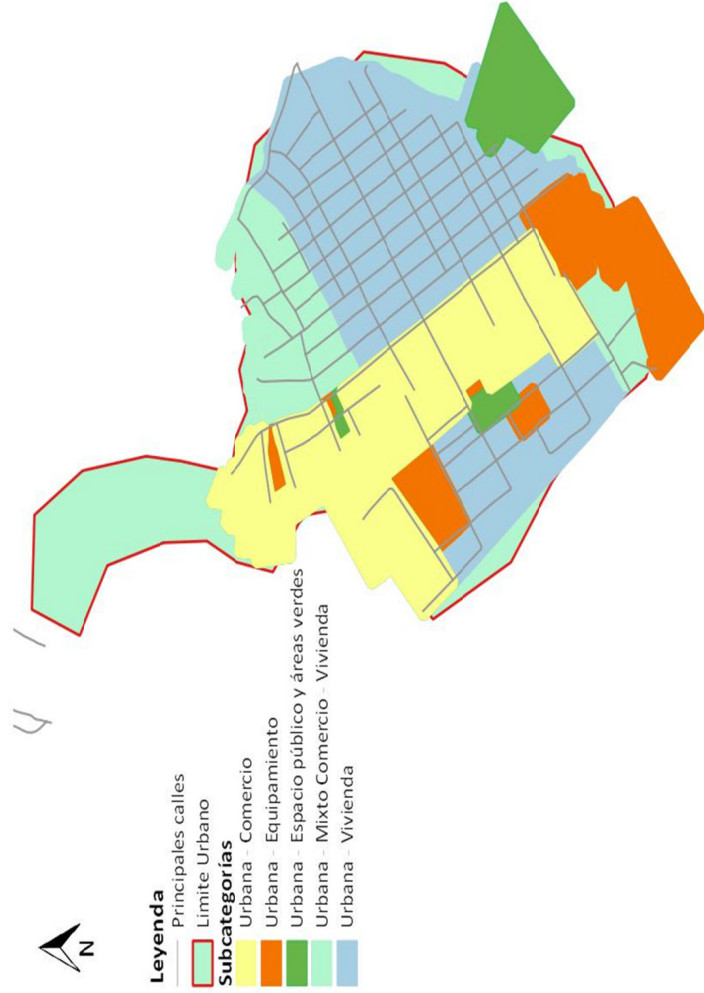 N
Leyenda
Principales calles
Limite Urbano
Subcategorías
Urbana - Comercio
Urbana - Equipamiento
Urbana - Espacio público y áreas verdes
Urbana - Mixto Comercio - Vivienda
Urbana - Vivienda